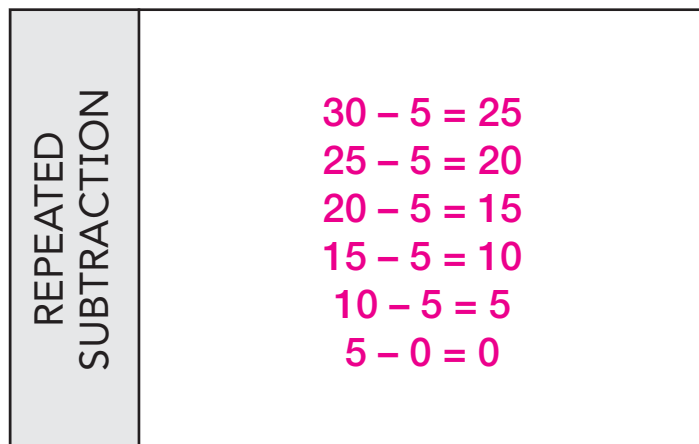 REPEATED
SUBTRACTION
30 – 5 = 25
25 – 5 = 20
20 – 5 = 15
15 – 5 = 10
10 – 5 = 5
5 – 0 = 0